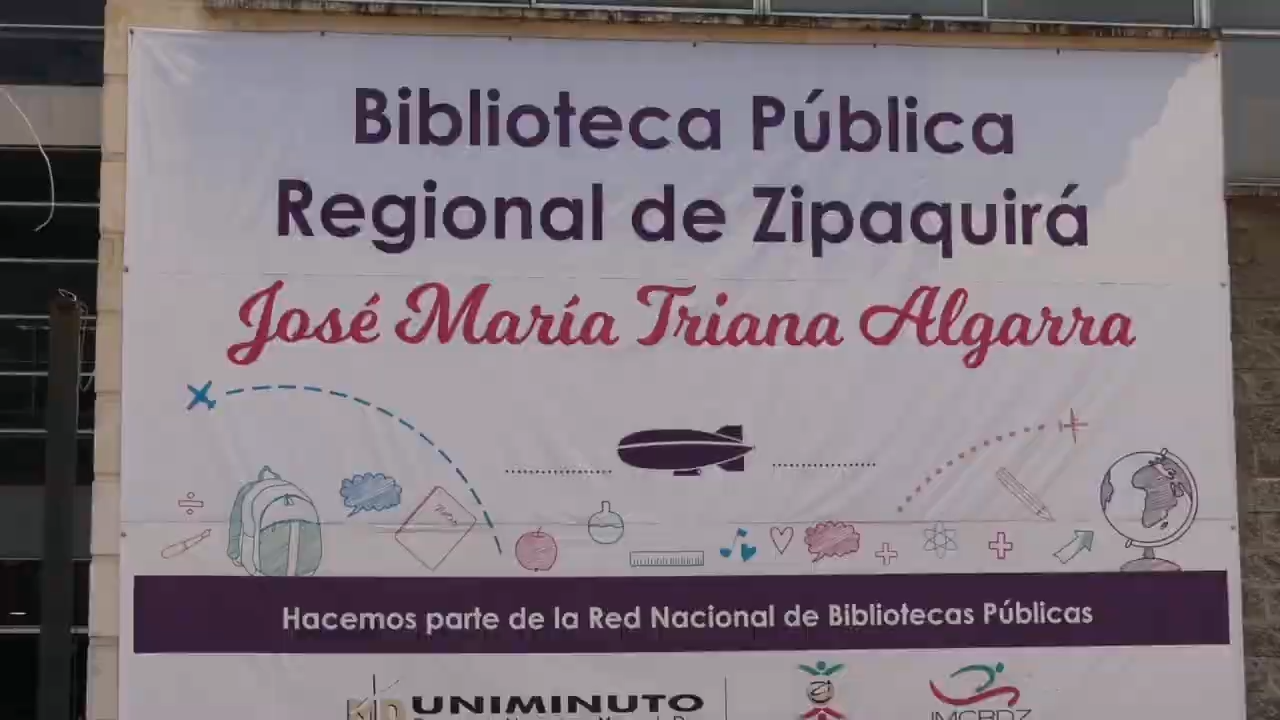 Biblioteca Pública
Regional de Zipaquirá
José María Triana Algarra
Hacemos parte de la Red Nacional de Bibliotecas Públicas
UNIMINUTO
IMCRDZ